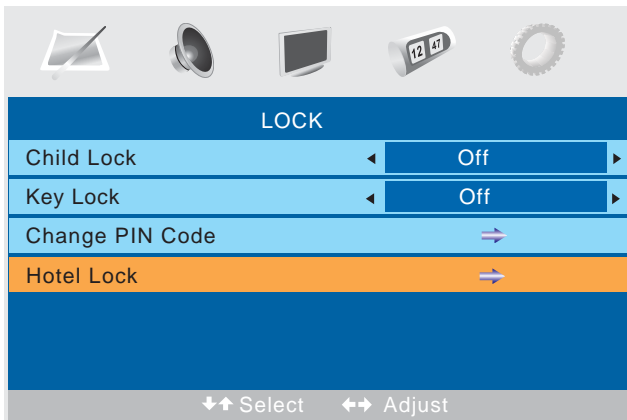 12 47
LOCK
Child Lock Off
Key Lock Off
Change PIN Code
Hotel Lock
Select Adjust